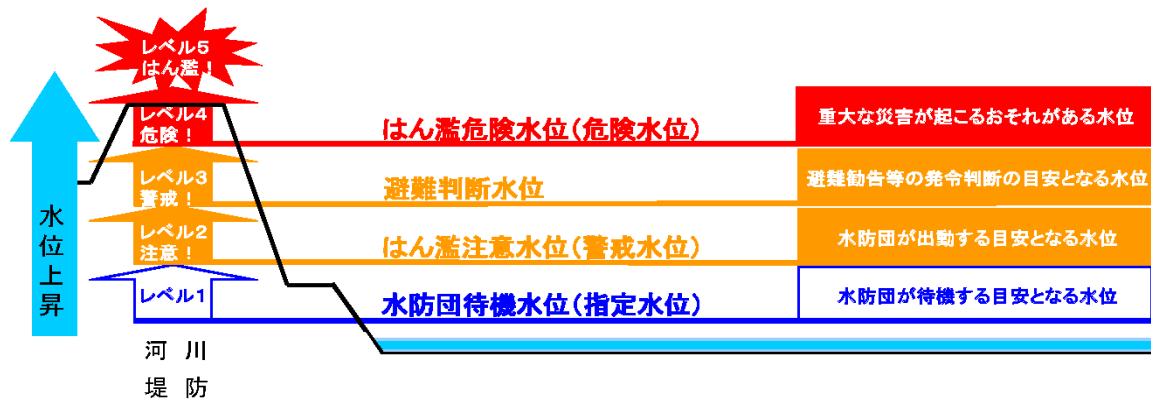 レベル5
はん濫！
レベル4
危険！
はん濫危険水位（危険水位）
重大な災害が起こるおそれがある水位
レベル3
警戒！
避難判断水位
避難勧告等の発令判断の目安となる水位
レベル2
注意！
はん濫注意水位（警戒水位）
水防団が出動する目安となる水位
レベル1
水防団待機水位（指定水位）
水防団が待機する目安となる水位
水位上昇
河川
堤防